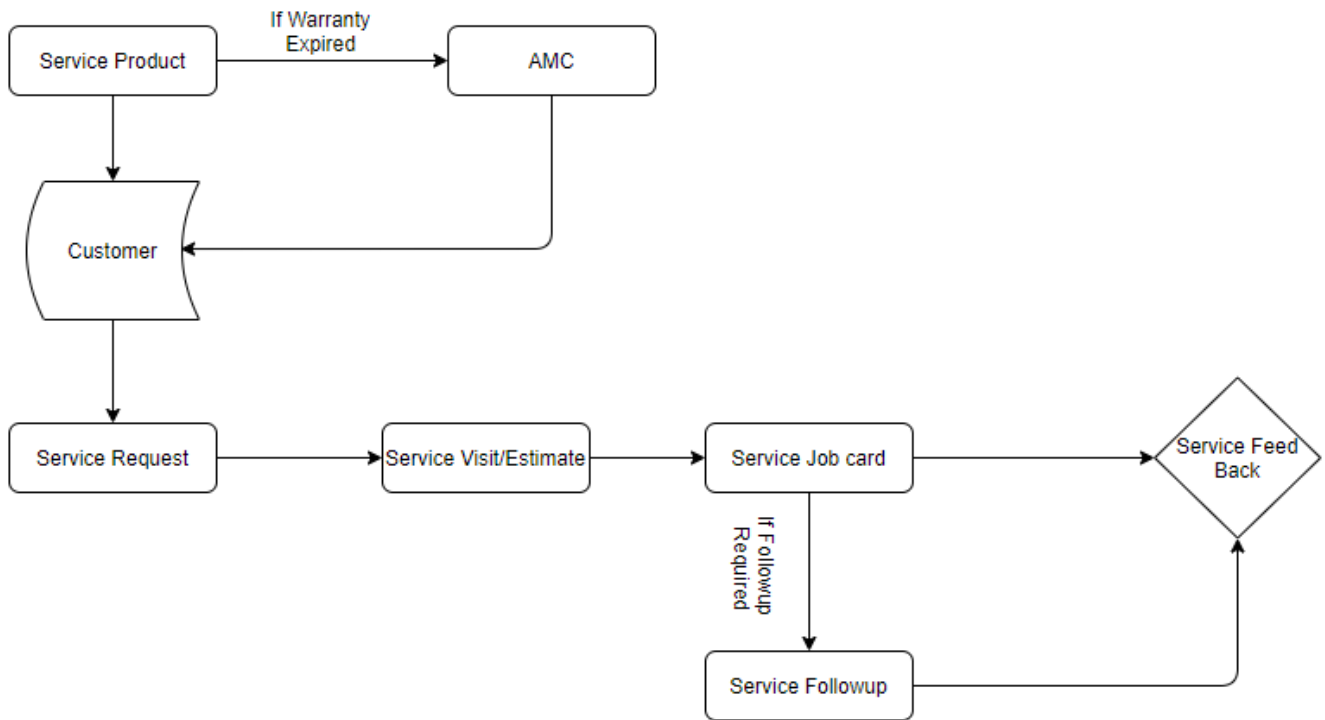 If Warranty
Expired
Service Product
AMC
Customer
Service Request
Service Visit/Estimate
Service Job card
Service Feed
Back
If Followup
Required
Service Followup